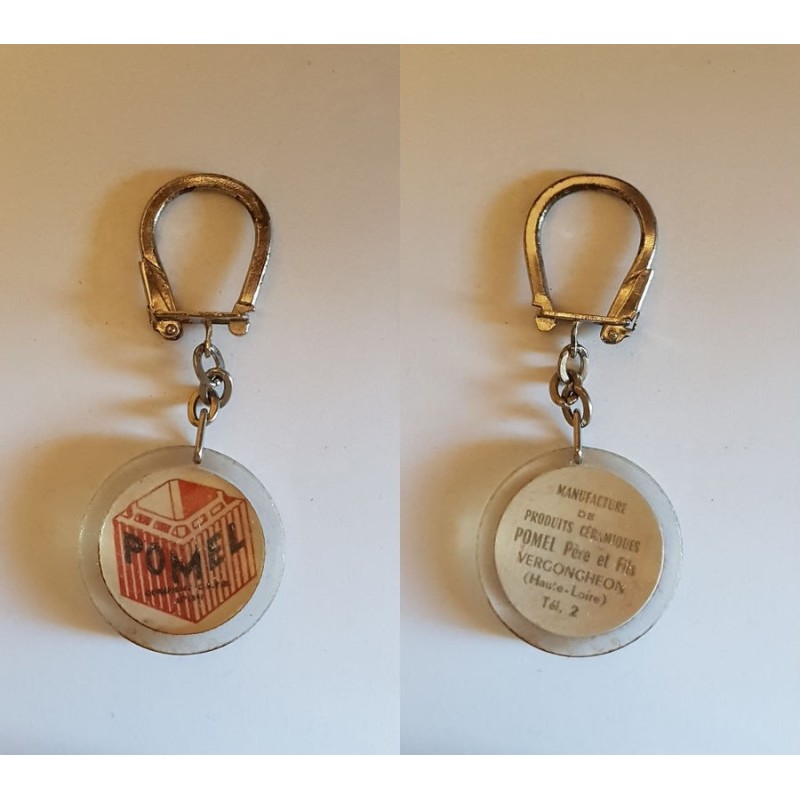 POMEL
MANUFACTURE
DE
PRODUITS CÉRAMIQUES
POMEL Père et Fils
VERGONGHEON
(Haute-Loire)
Tél. 2